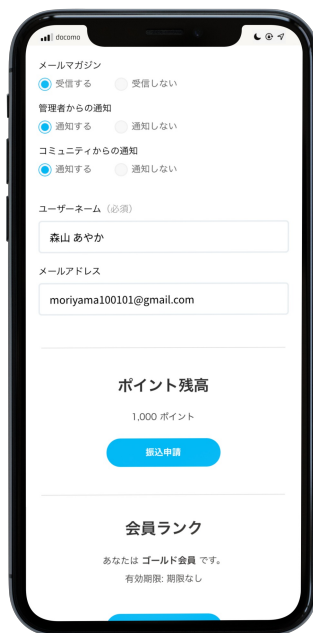 docomo
メールマガジン
受信する 受信しない
管理者からの通知
通知する 通知しない
コミュニティからの通知
通知する 通知しない
ユーザーネーム（必須）
森山 あやか
メールアドレス
moriyama100101@gmail.com
ポイント残高
1,000 ポイント
振込申請
会員ランク
あなたは ゴールド会員 です。
有効期限: 期限なし